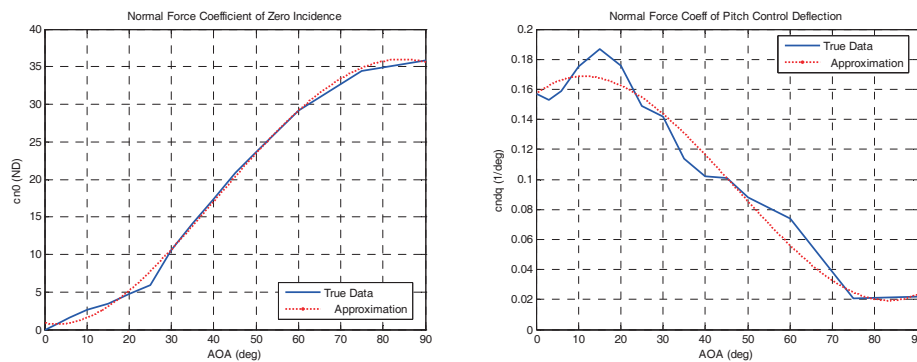 Normal Force Coefficient of Zero Incidence
40
35
30
25
20
15
10
5
0
cn0 (ND)
0 10 20 30 40 50 60 70 80 90
AOA (deg)
True Data
Approximation
Normal Force Coeff of Pitch Control Deflection
0.2
0.18
0.16
0.14
0.12
0.1
0.08
0.06
0.04
0.02
0
cndq (1/deg)
0 10 20 30 40 50 60 70 80 90
AOA (deg)
True Data
Approximation